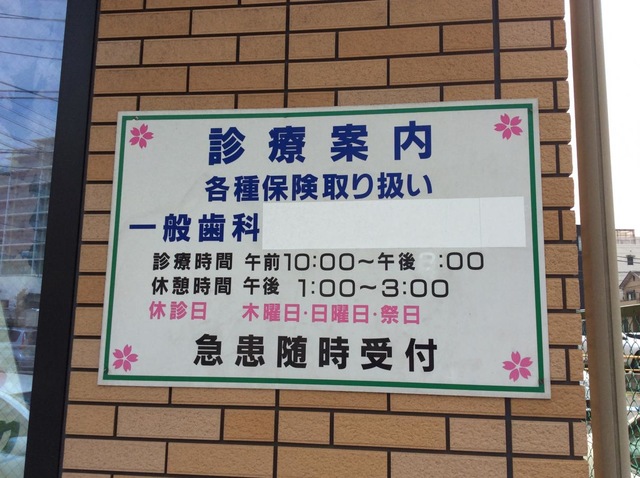 診療案内
各種保険取り扱い
一般歯科
診療時間 午前10:00〜午後 :00
休憩時間 午後 1:00〜3:00
休診日 木曜日・日曜日・祭日
急患随時受付